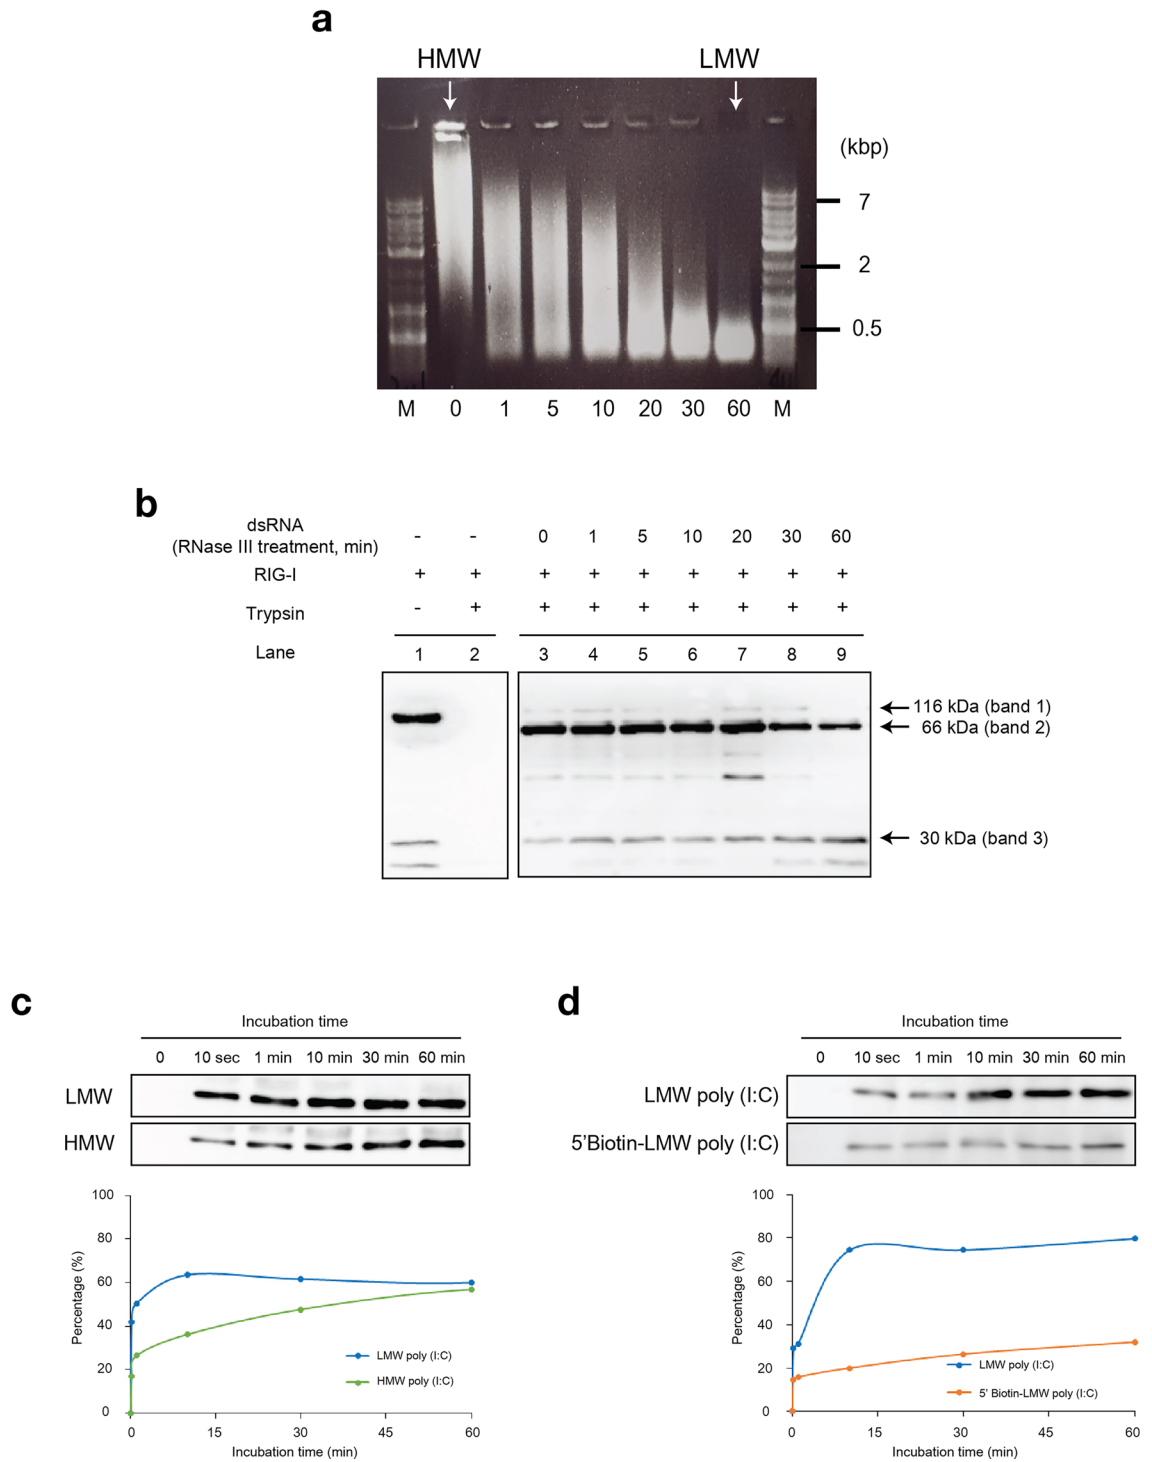 a
HMW LMW
(kbp)
7
2
0.5
M 0 1 5 10 20 30 60 M
b
dsRNA
(RNase III treatment, min) - - 0 1 5 10 20 30 60
RIG-I + + + + + + + + +
Trypsin - + + + + + + + +
Lane 1 2 3 4 5 6 7 8 9
116 kDa (band 1)
66 kDa (band 2)
30 kDa (band 3)
c
Incubation time
0 10 sec 1 min 10 min 30 min 60 min
LMW
HMW
100
80
60
40
20
0
Percentage (%)
LMW poly (I:C)
HMW poly (I:C)
0 15 30 45 60
Incubation time (min)
d
Incubation time
0 10 sec 1 min 10 min 30 min 60 min
LMW poly (I:C)
5'Biotin-LMW poly (I:C)
100
80
60
40
20
0
Percentage (%)
LMW poly (I:C)
5' Biotin-LMW poly (I:C)
0 15 30 45 60
Incubation time (min)